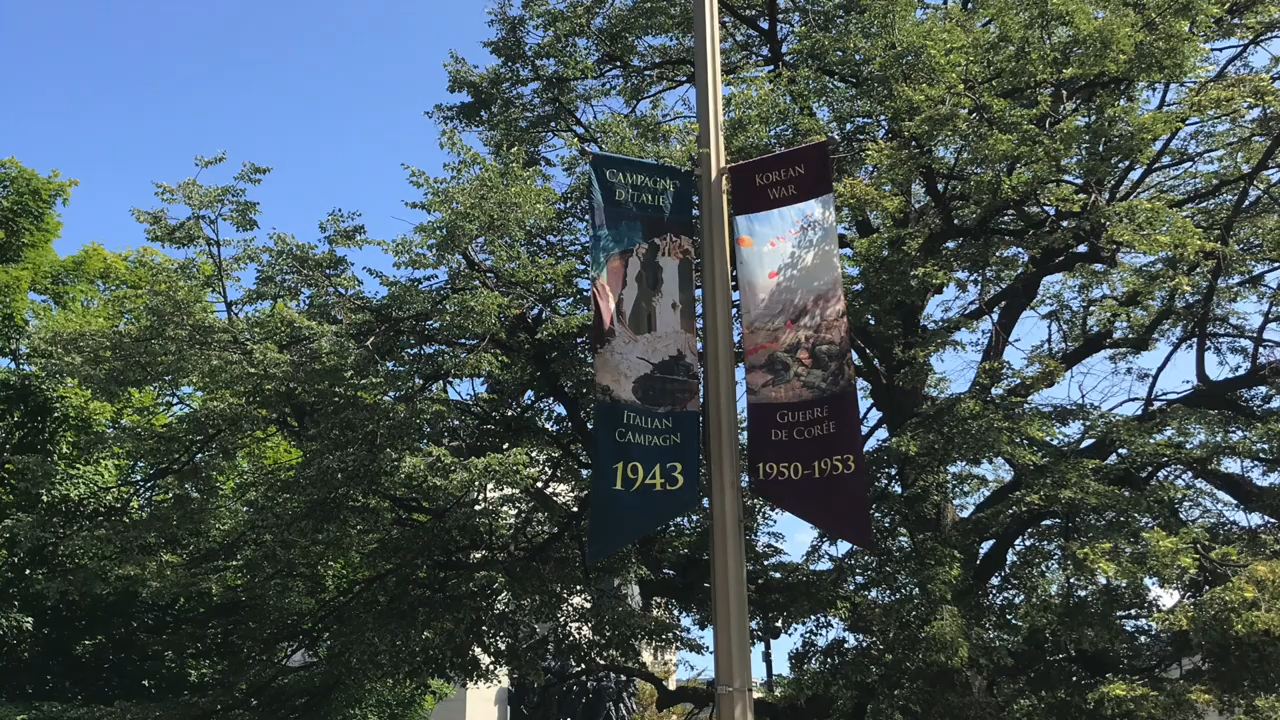 CAMPAGNE
D'ITALIE
ITALIAN
CAMPAGN
1943
KOREAN
WAR
GUERRE
DE CORÉE
1950-1953